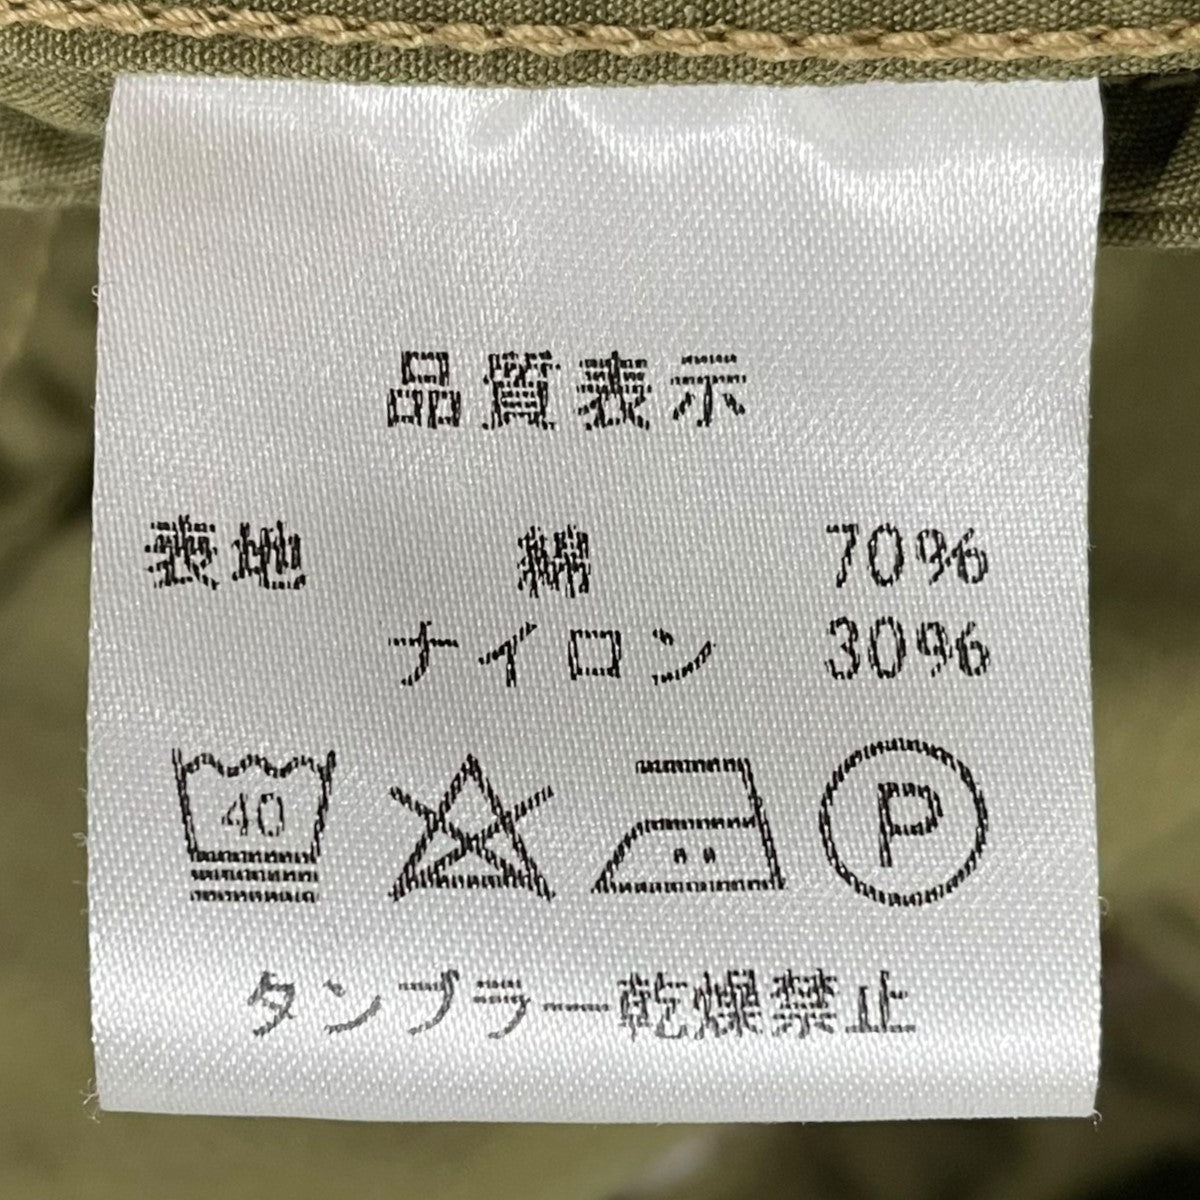 品質表示
表地 綿 70%
ナイロン 30%
40 P
タンブラー乾燥禁止